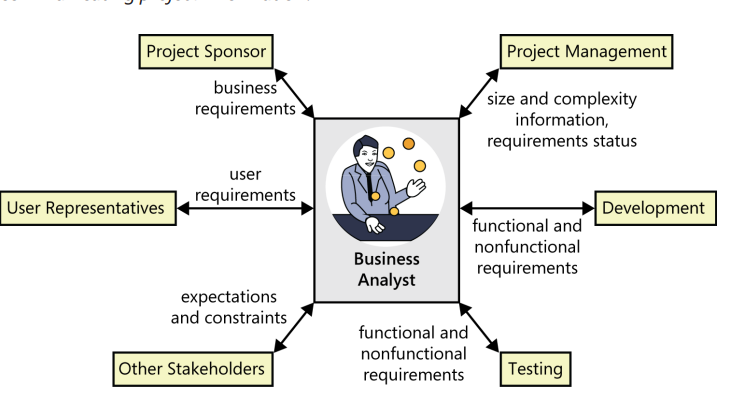 Project Sponsor
Project Management
business
requirements
size and complexity
information,
requirements status
user
requirements
User Representatives
Development
functional and
nonfunctional
requirements
Business
Analyst
expectations
and constraints
functional and
nonfunctional
requirements
Other Stakeholders
Testing